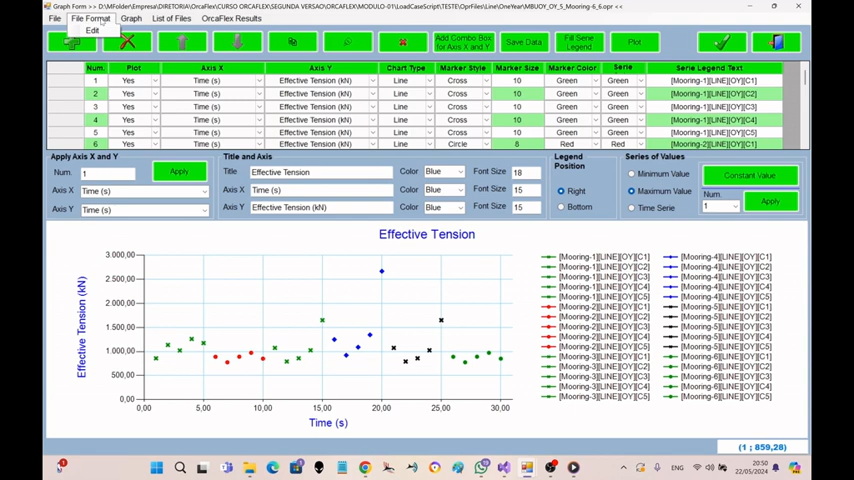 Graph Form >> D:\MFolder\Empresa\DIRETORIA\OrcaFlex\SEGUNDA VERSAO\ORCAFLEX\MODULO-01\LoadCaseScript\TESTE\OprFiles\Line\OneYear\MBUOY_OY_5_Mooring-6_6.opr <<
File File Format Graph List of Files OrcaFlex Results
Edit
Add Combo Box for Axis X and Y Save Data Fill Serie Legend Plot
Num. Plot Axis X Axis Y Chart Type Marker Style Marker Size Marker Color Serie Serie Legend Text
1 Yes Time (s) Effective Tension (kN) Line Cross 10 Green Green [Mooring-1][LINE][OY][C1]
2 Yes Time (s) Effective Tension (kN) Line Cross 10 Green Green [Mooring-1][LINE][OY][C2]
3 Yes Time (s) Effective Tension (kN) Line Cross 10 Green Green [Mooring-1][LINE][OY][C3]
4 Yes Time (s) Effective Tension (kN) Line Cross 10 Green Green [Mooring-1][LINE][OY][C4]
5 Yes Time (s) Effective Tension (kN) Line Cross 10 Green Green [Mooring-1][LINE][OY][C5]
6 Yes Time (s) Effective Tension (kN) Line Circle 8 Red Red [Mooring-2][LINE][OY][C1]
Apply Axis X and Y Title and Axis Legend Position Series of Values
Num. 1 Apply Title Effective Tension Color Blue Font Size 18 Minimum Value Constant Value
Axis X Time (s) Axis X Time (s) Color Blue Font Size 15 Right Maximum Value Num.
Axis Y Time (s) Axis Y Effective Tension (kN) Color Blue Font Size 15 Bottom Time Serie 1 Apply
Effective Tension
Effective Tension (kN)
3.000,00
2.500,00
2.000,00
1.500,00
1.000,00
500,00
0,00
0,00 5,00 10,00 15,00 20,00 25,00 30,00
Time (s)
[Mooring-1][LINE][OY][C1] [Mooring-4][LINE][OY][C1]
[Mooring-1][LINE][OY][C2] [Mooring-4][LINE][OY][C2]
[Mooring-1][LINE][OY][C3] [Mooring-4][LINE][OY][C3]
[Mooring-1][LINE][OY][C4] [Mooring-4][LINE][OY][C4]
[Mooring-1][LINE][OY][C5] [Mooring-4][LINE][OY][C5]
[Mooring-2][LINE][OY][C1] [Mooring-5][LINE][OY][C1]
[Mooring-2][LINE][OY][C2] [Mooring-5][LINE][OY][C2]
[Mooring-2][LINE][OY][C3] [Mooring-5][LINE][OY][C3]
[Mooring-2][LINE][OY][C4] [Mooring-5][LINE][OY][C4]
[Mooring-2][LINE][OY][C5] [Mooring-5][LINE][OY][C5]
[Mooring-3][LINE][OY][C1] [Mooring-6][LINE][OY][C1]
[Mooring-3][LINE][OY][C2] [Mooring-6][LINE][OY][C2]
[Mooring-3][LINE][OY][C3] [Mooring-6][LINE][OY][C3]
[Mooring-3][LINE][OY][C4] [Mooring-6][LINE][OY][C4]
[Mooring-3][LINE][OY][C5] [Mooring-6][LINE][OY][C5]
(1 ; 859,28)
ENG 20:50
22/05/2024